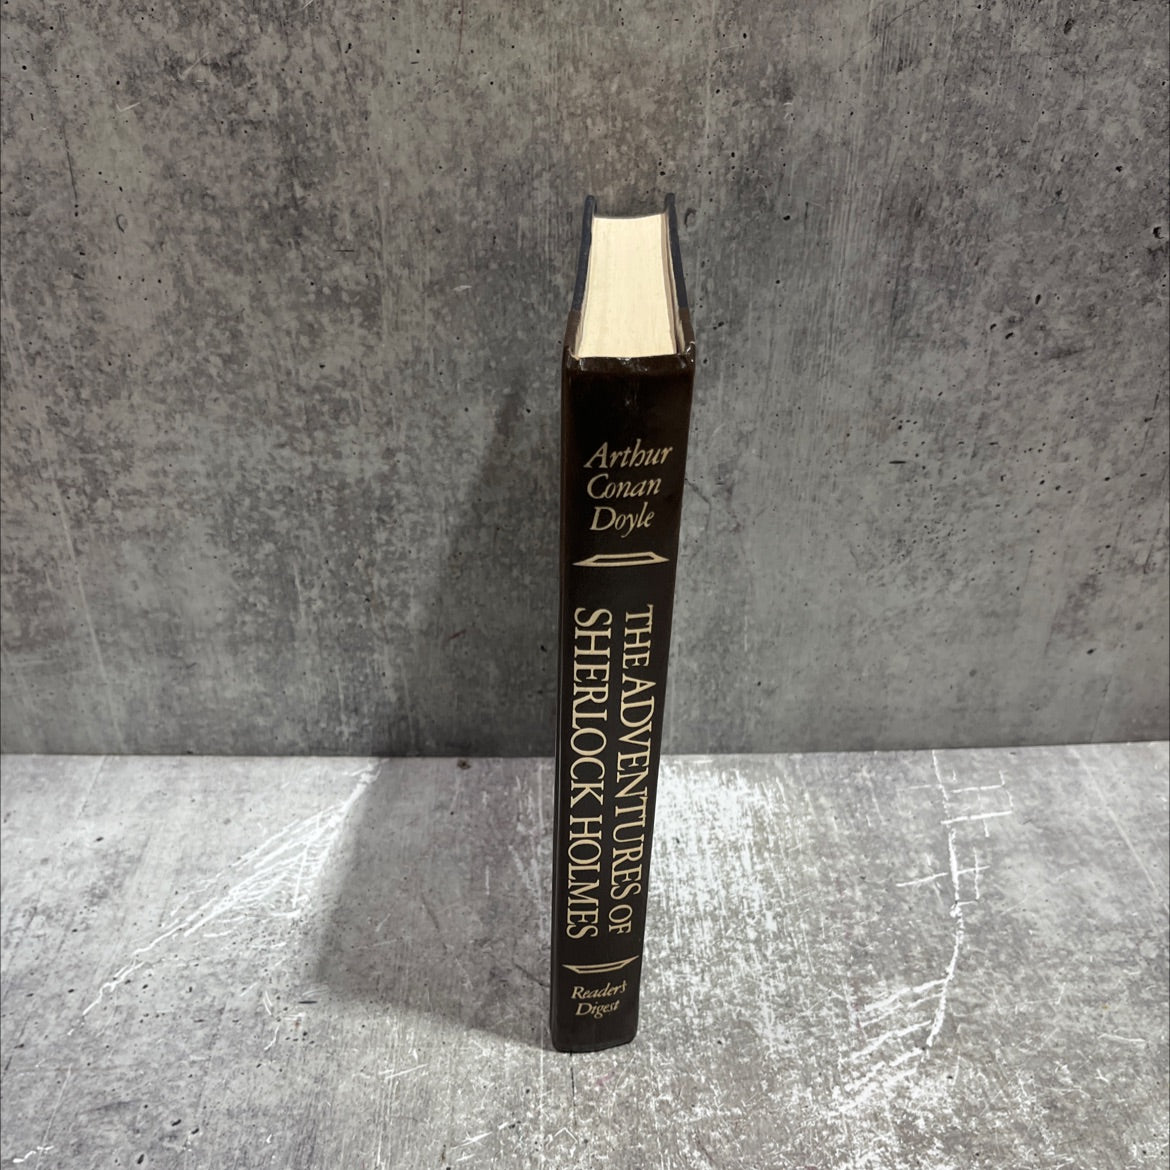 Arthur
Conan
Doyle
THE ADVENTURES OF
SHERLOCK HOLMES
Reader's
Digest